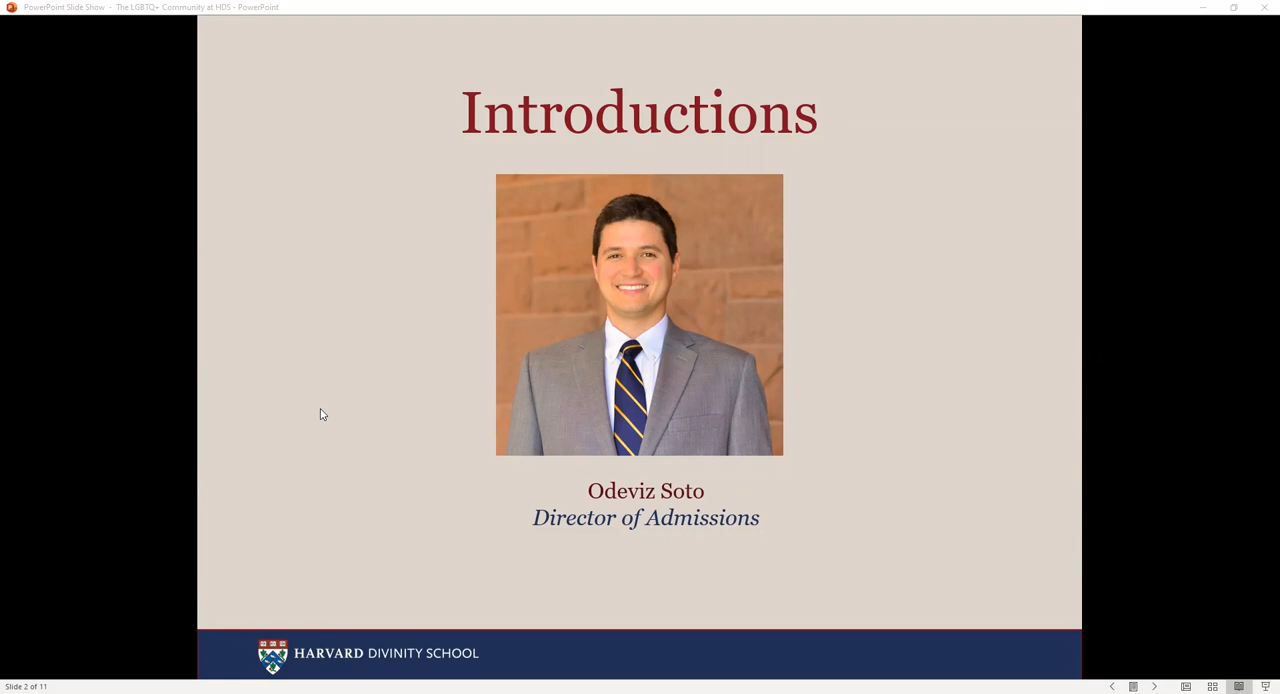 PowerPoint Slide Show - The LGBTQ+ Community at HDS - PowerPoint
Introductions
Odeviz Soto
Director of Admissions
HARVARD DIVINITY SCHOOL
Slide 2 of 11